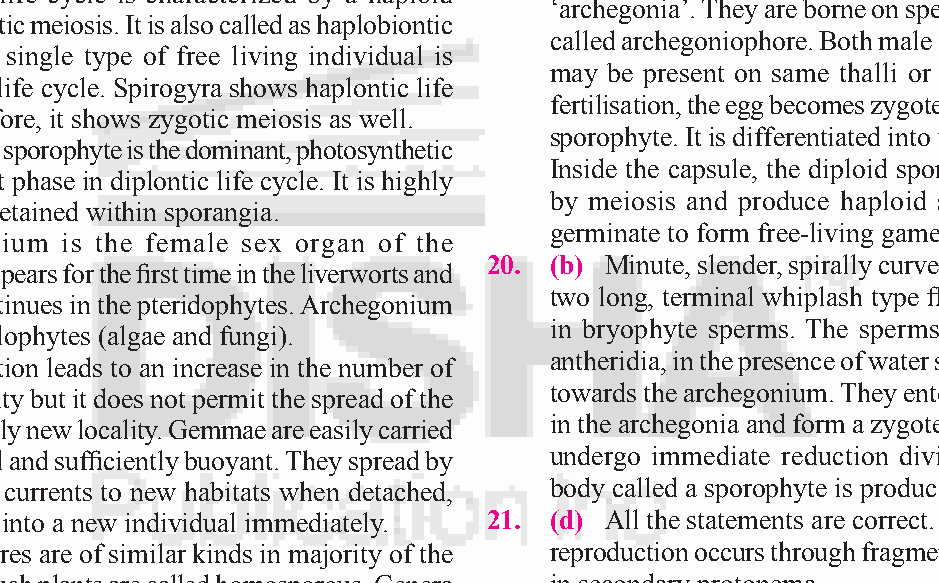 tic meiosis. It is also called as haplobiontic
single type of free living individual is
life cycle. Spirogyra shows haplontic life
fore, it shows zygotic meiosis as well.
sporophyte is the dominant, photosynthetic
t phase in diplontic life cycle. It is highly
etained within sporangia.
ium is the female sex organ of the
pears for the first time in the liverworts and
tinues in the pteridophytes. Archegonium
lophytes (algae and fungi).
tion leads to an increase in the number of
ity but it does not permit the spread of the
ly new locality. Gemmae are easily carried
l and sufficiently buoyant. They spread by
currents to new habitats when detached,
into a new individual immediately.
res are of similar kinds in majority of the
‘archegonia’. They are borne on spe
called archegoniophore. Both male
may be present on same thalli or
fertilisation, the egg becomes zygote
sporophyte. It is differentiated into
Inside the capsule, the diploid spor
by meiosis and produce haploid s
germinate to form free-living game
20. (b) Minute, slender, spirally curve
two long, terminal whiplash type fl
in bryophyte sperms. The sperms
antheridia, in the presence of water s
towards the archegonium. They ente
in the archegonia and form a zygote
undergo immediate reduction divi
body called a sporophyte is produc
21. (d) All the statements are correct.
reproduction occurs through fragme
in secondary protonema
DISHA
Publication Inc